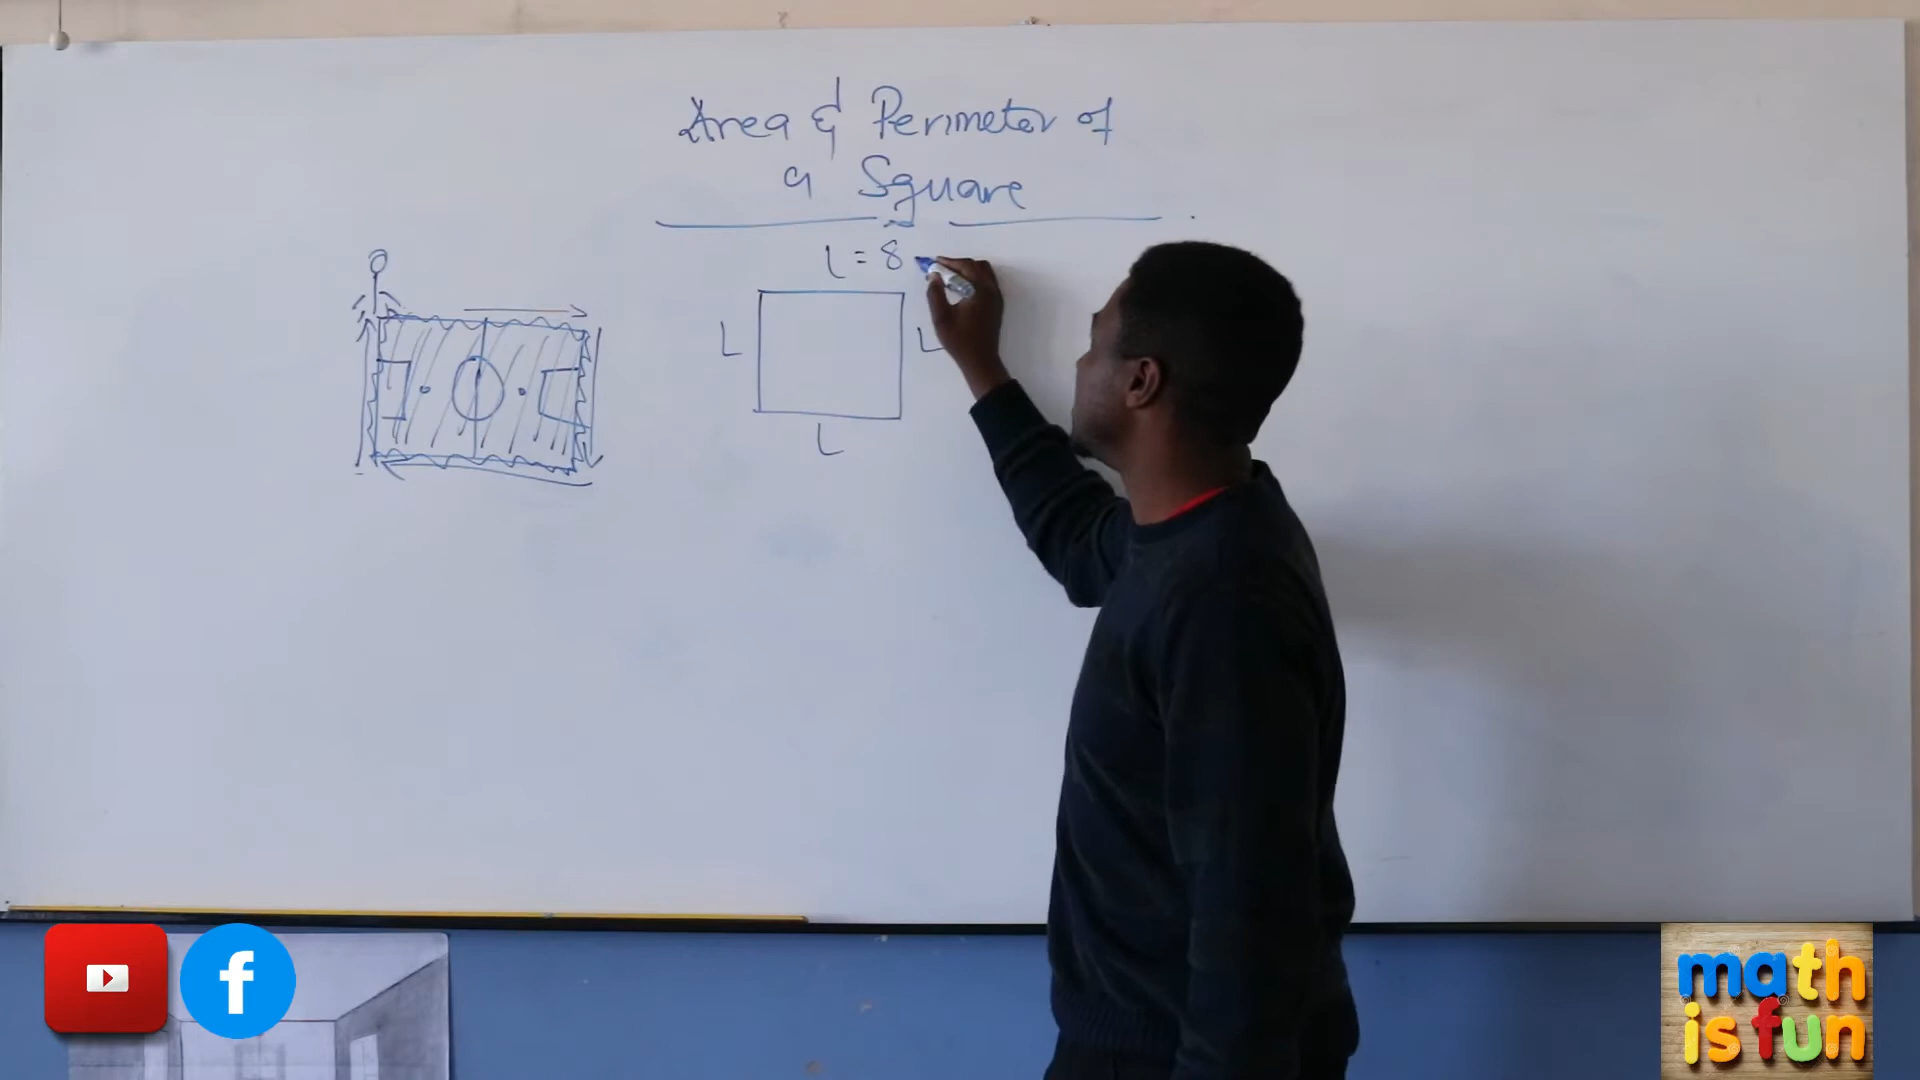 Area & Perimeter of
a Square
l = 8
L
L
L
f
math
is fun